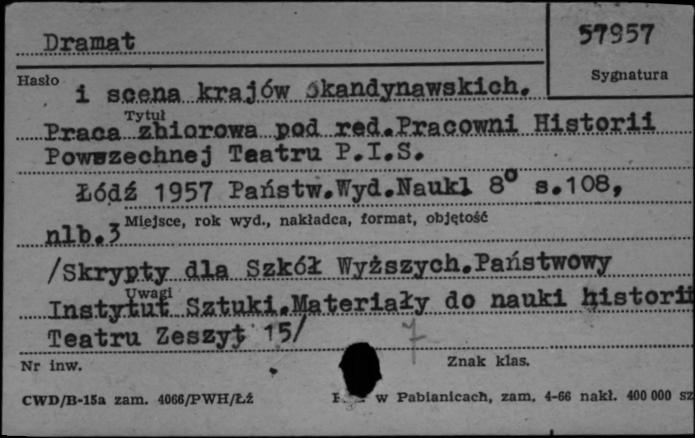 Dramat
57957
Hasło
Sygnatura
i scena krajów skandynawskich.
Tytuł
Praca zbiorowa pod red.Pracowni Historii
Powszechnej Teatru P.I.S.
Łódź 1957 Państw.Wyd.Naukl 8° s.108,
Miejsce, rok wyd., nakładca, format, objętość
nlb.3
/Skrypty dla Szkół Wyższych.Państwowy
Uwagi
Instytut Sztuki.Materiały do nauki historii
Teatru Zeszyt 15/
7
Nr inw.
Znak klas.
CWD/B-15a zam. 4066/PWH/Łż
w Pabianicach, zam. 4-66 nakł. 400 000 sz